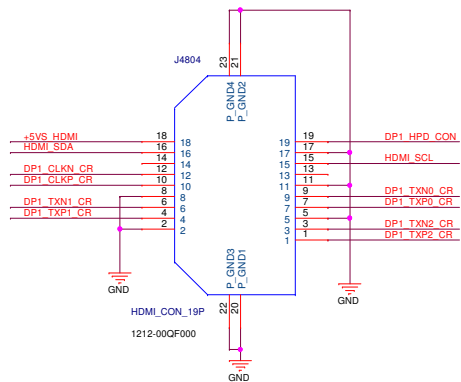 23
21
J4804
P_GND4
P_GND2
+5VS_HDMI 18 18 19 19 DP1_HPD_CON
HDMI_SDA 16 16 17 17
14 14 15 15 HDMI_SCL
DP1_CLKN_CR 12 12 13 13
DP1_CLKP_CR 10 10 11 11
8 8 9 9 DP1_TXN0_CR
DP1_TXN1_CR 6 6 7 7 DP1_TXP0_CR
DP1_TXP1_CR 4 4 5 5
2 2 3 3 DP1_TXN2_CR
1 1 DP1_TXP2_CR
P_GND3
P_GND1
GND
GND
22
20
HDMI_CON_19P
1212-00QF000
GND